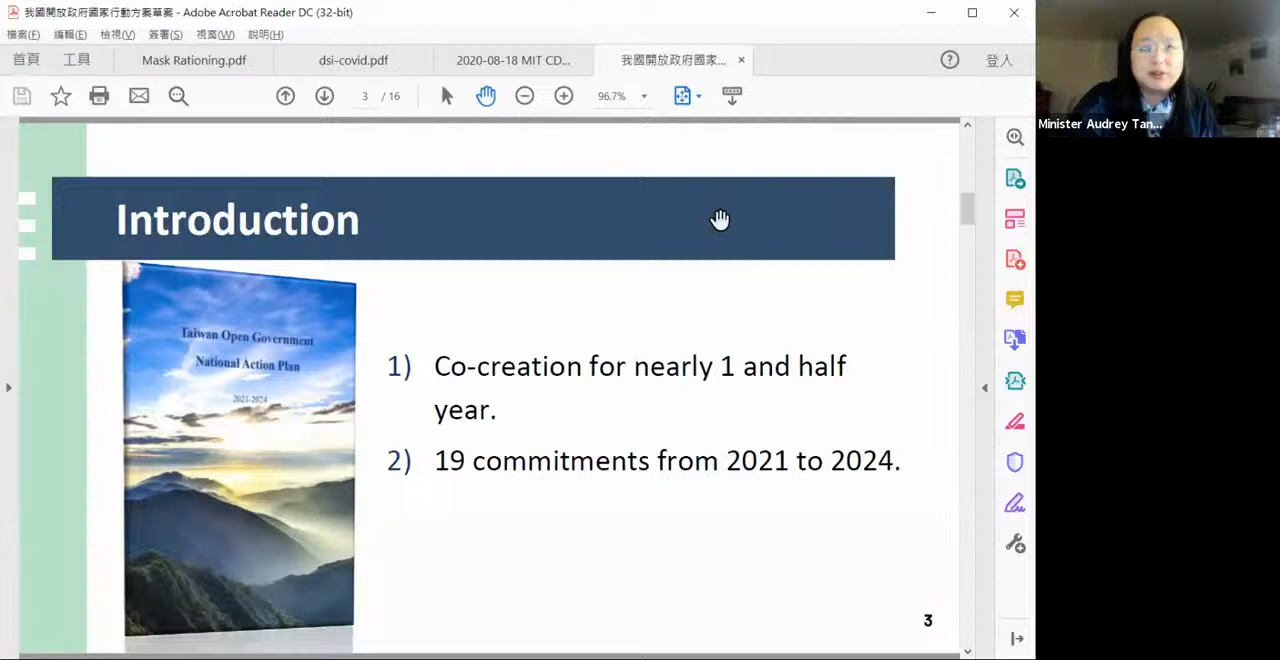 我國開放政府國家行動方案草案 - Adobe Acrobat Reader DC (32-bit)
檔案(F) 編輯(E) 檢視(V) 簽署(S) 視窗(W) 說明(H)
首頁 工具 Mask Rationing.pdf dsi-covid.pdf 2020-08-18 MIT CD... 我國開放政府國家... × 登入
3 / 16 96.7%
Minister Audrey Tan...
Introduction
Taiwan Open Government
National Action Plan
2021-2024
1) Co-creation for nearly 1 and half
year.
2) 19 commitments from 2021 to 2024.
3